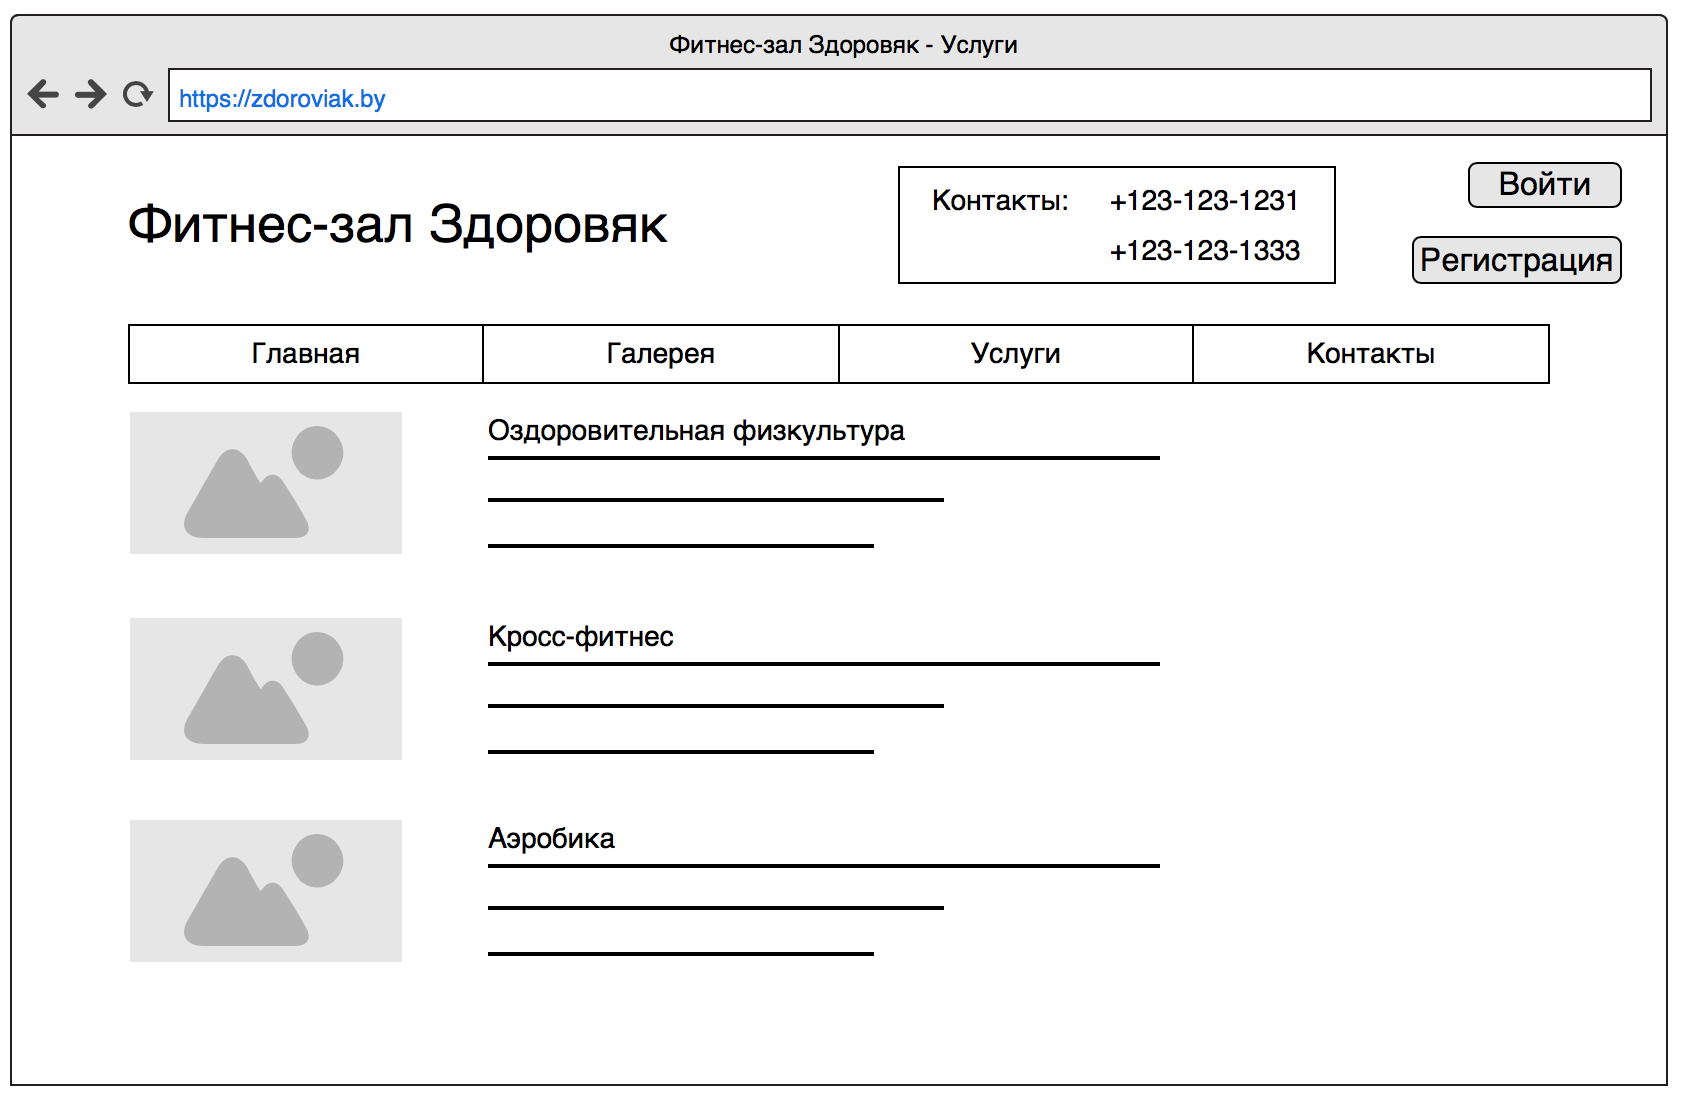 Фитнес-зал Здоровяк - Услуги
https://zdoroviak.by
Фитнес-зал Здоровяк
Контакты: +123-123-1231
+123-123-1333
Войти
Регистрация
Главная Галерея Услуги Контакты
Оздоровительная физкультура
Кросс-фитнес
Аэробика